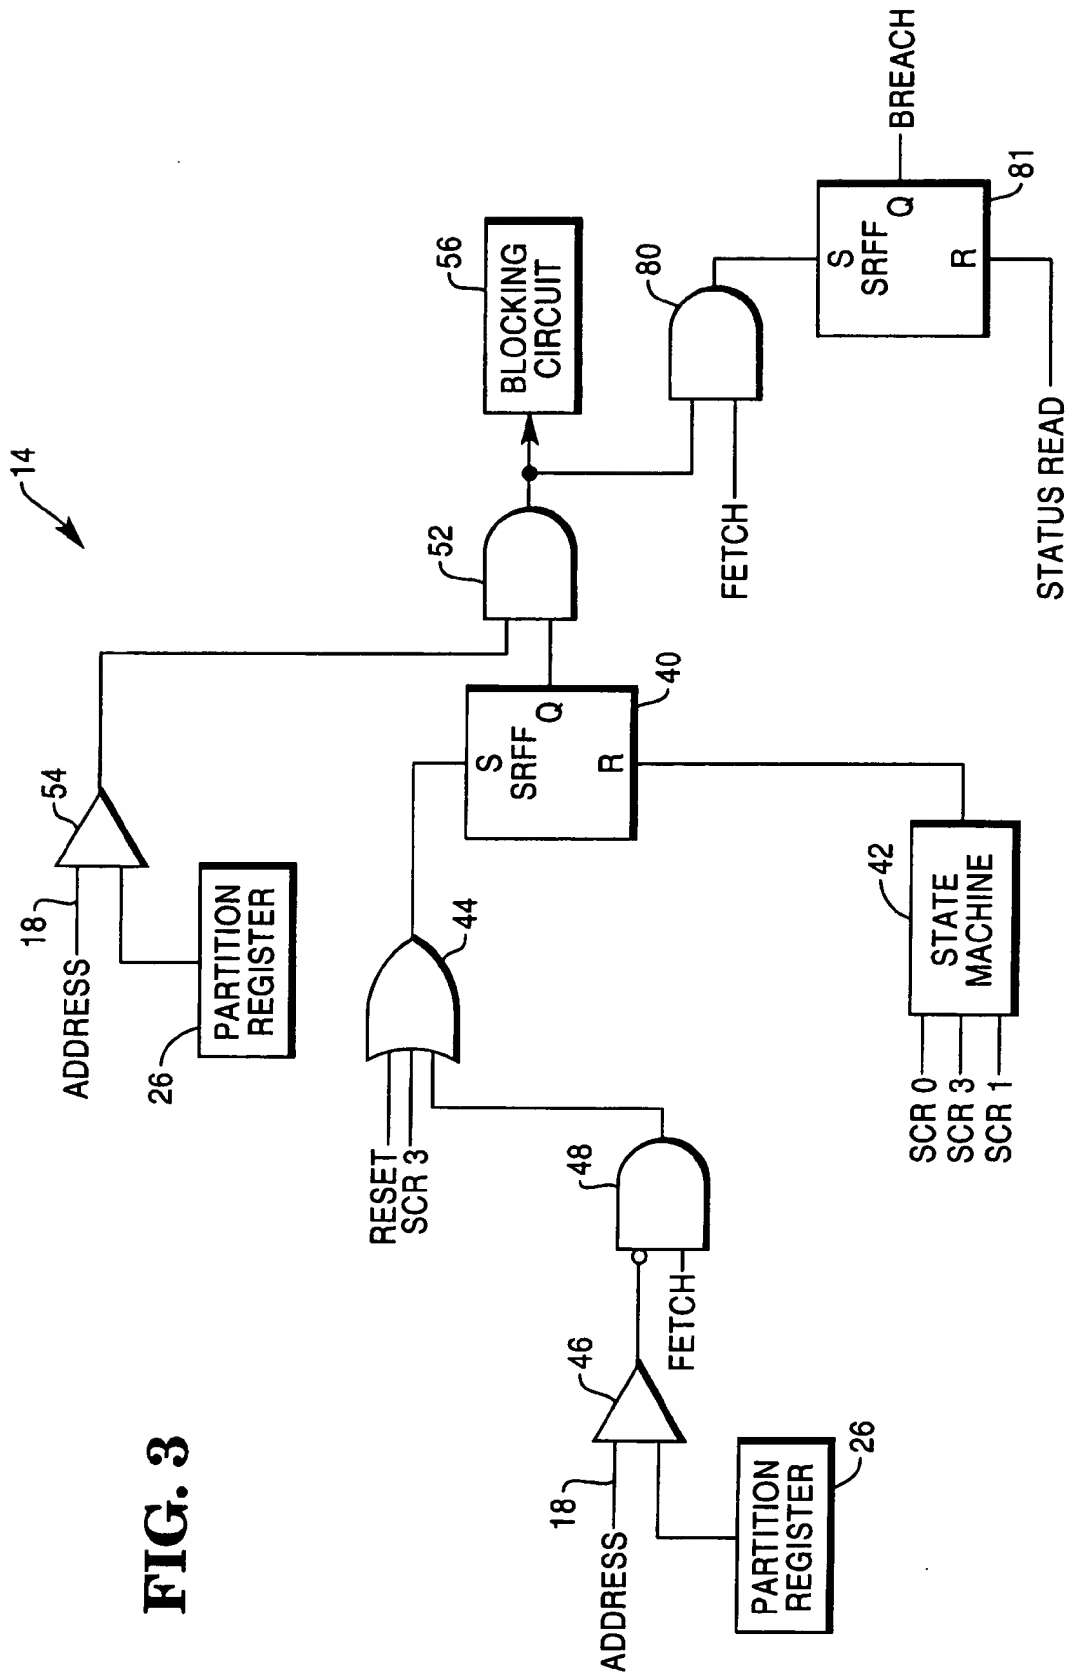 FIG. 3
14
ADDRESS
18
54
PARTITION
REGISTER
26
RESET
SCR 3
44
52
BLOCKING
CIRCUIT
56
S
SRFF
Q
R
40
ADDRESS
18
46
PARTITION
REGISTER
26
FETCH
48
FETCH
80
S
SRFF
Q
R
81
BREACH
STATUS READ
SCR 0
SCR 3
SCR 1
STATE
MACHINE
42